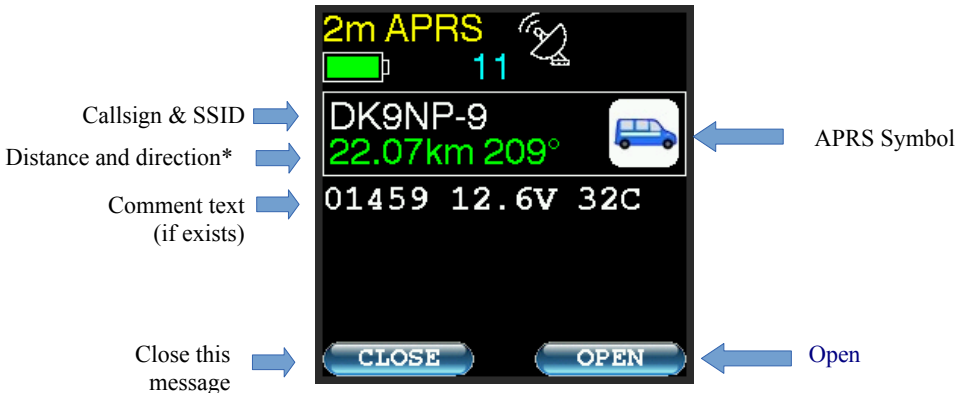 2m APRS
11
Callsign & SSID
DK9NP-9
Distance and direction*
22.07km 209°
APRS Symbol
Comment text
(if exists)
01459 12.6V 32C
Close this
message
CLOSE
OPEN
Open